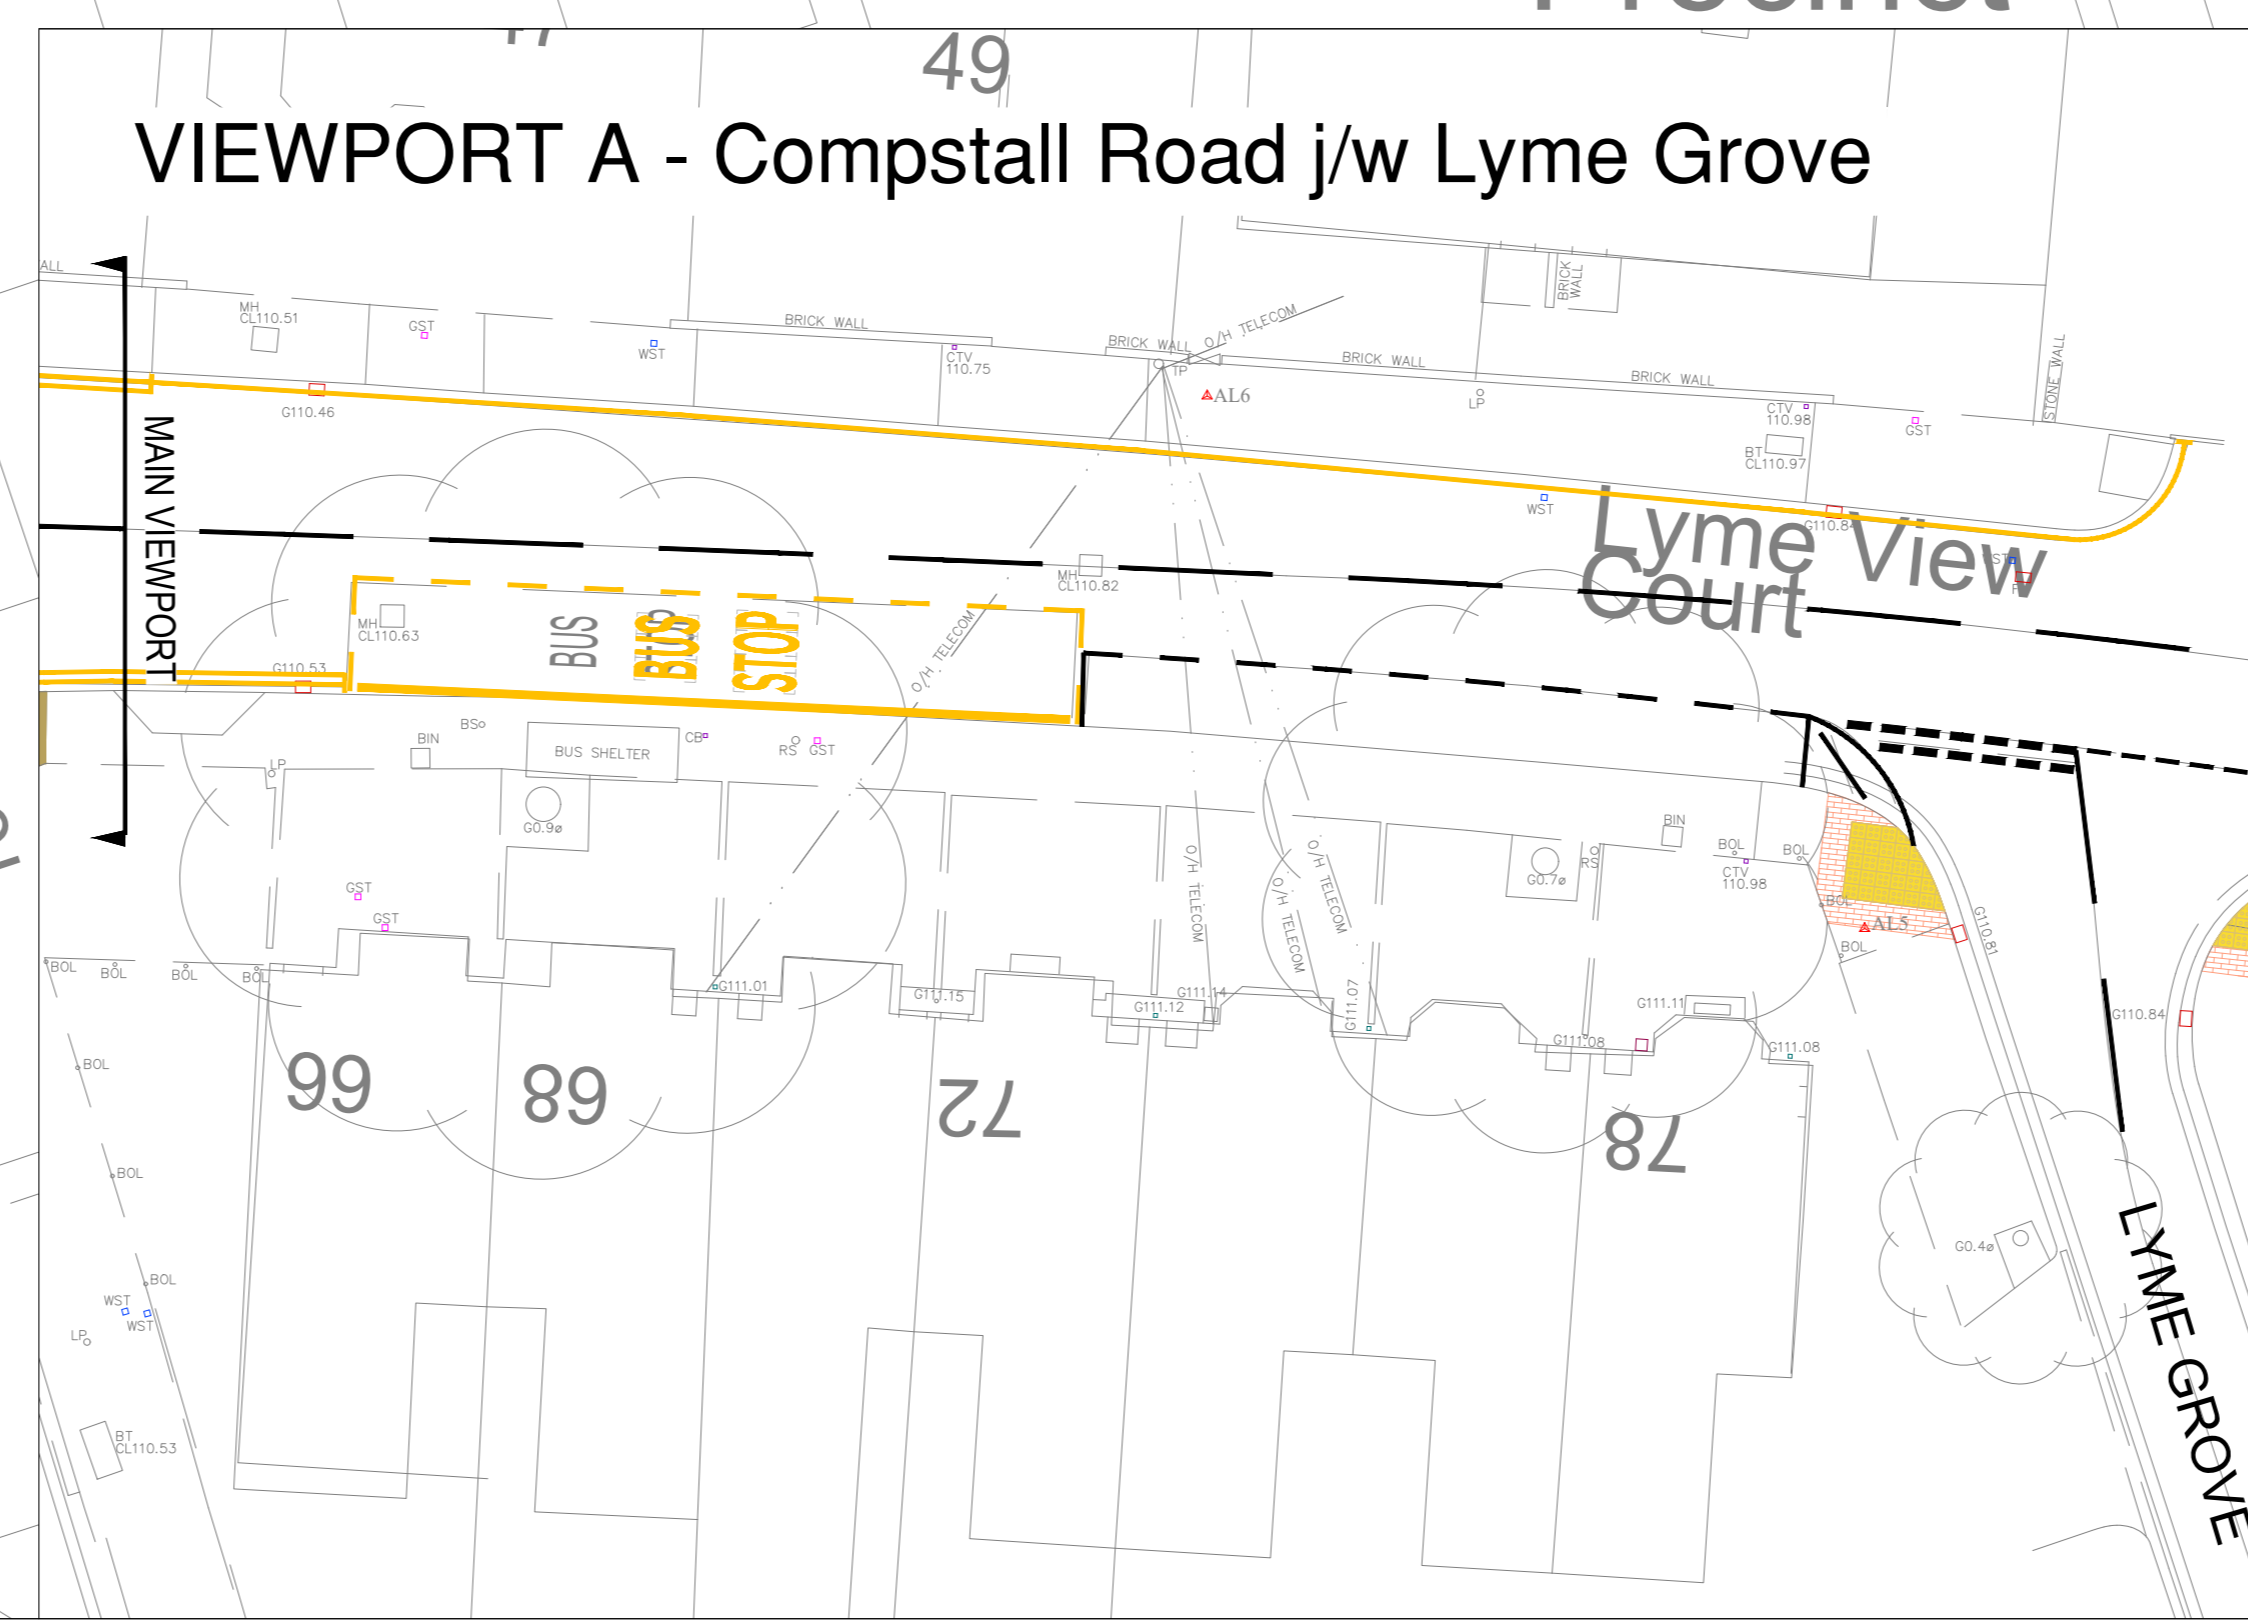 49
VIEWPORT A - Compstall Road j/w Lyme Grove
ALL
MH
CL110.51
GST
G110.46
WST
BRICK WALL
CTV
110.75
BRICK WALL
O/H TELECOM
TP
AL6
BRICK WALL
BRICK WALL
BRICK
WALL
LP
CTV
110.98
GST
BT
CL110.97
STONE WALL
WST
G110.84
Lyme View
Court
MAIN VIEWPORT
MH
CL110.82
MH
CL110.63
BUS
BUS
STOP
G110.53
O/H TELECOM
BS
BIN
BUS SHELTER
CB
RS
GST
LP
G0.9ø
GST
GST
BOL
BOL
BOL
BOL
BOL
BOL
BOL
WST
WST
LP
BT
CL110.53
G111.01
G111.15
G111.12
G111.14
O/H TELECOM
O/H TELECOM
O/H TELECOM
G111.07
G0.7ø
RS
BIN
BOL
BOL
CTV
110.98
BOL
AL5
BOL
G110.81
G111.11
G111.08
G111.08
G110.84
66
68
72
78
G0.4ø
LYME GROVE